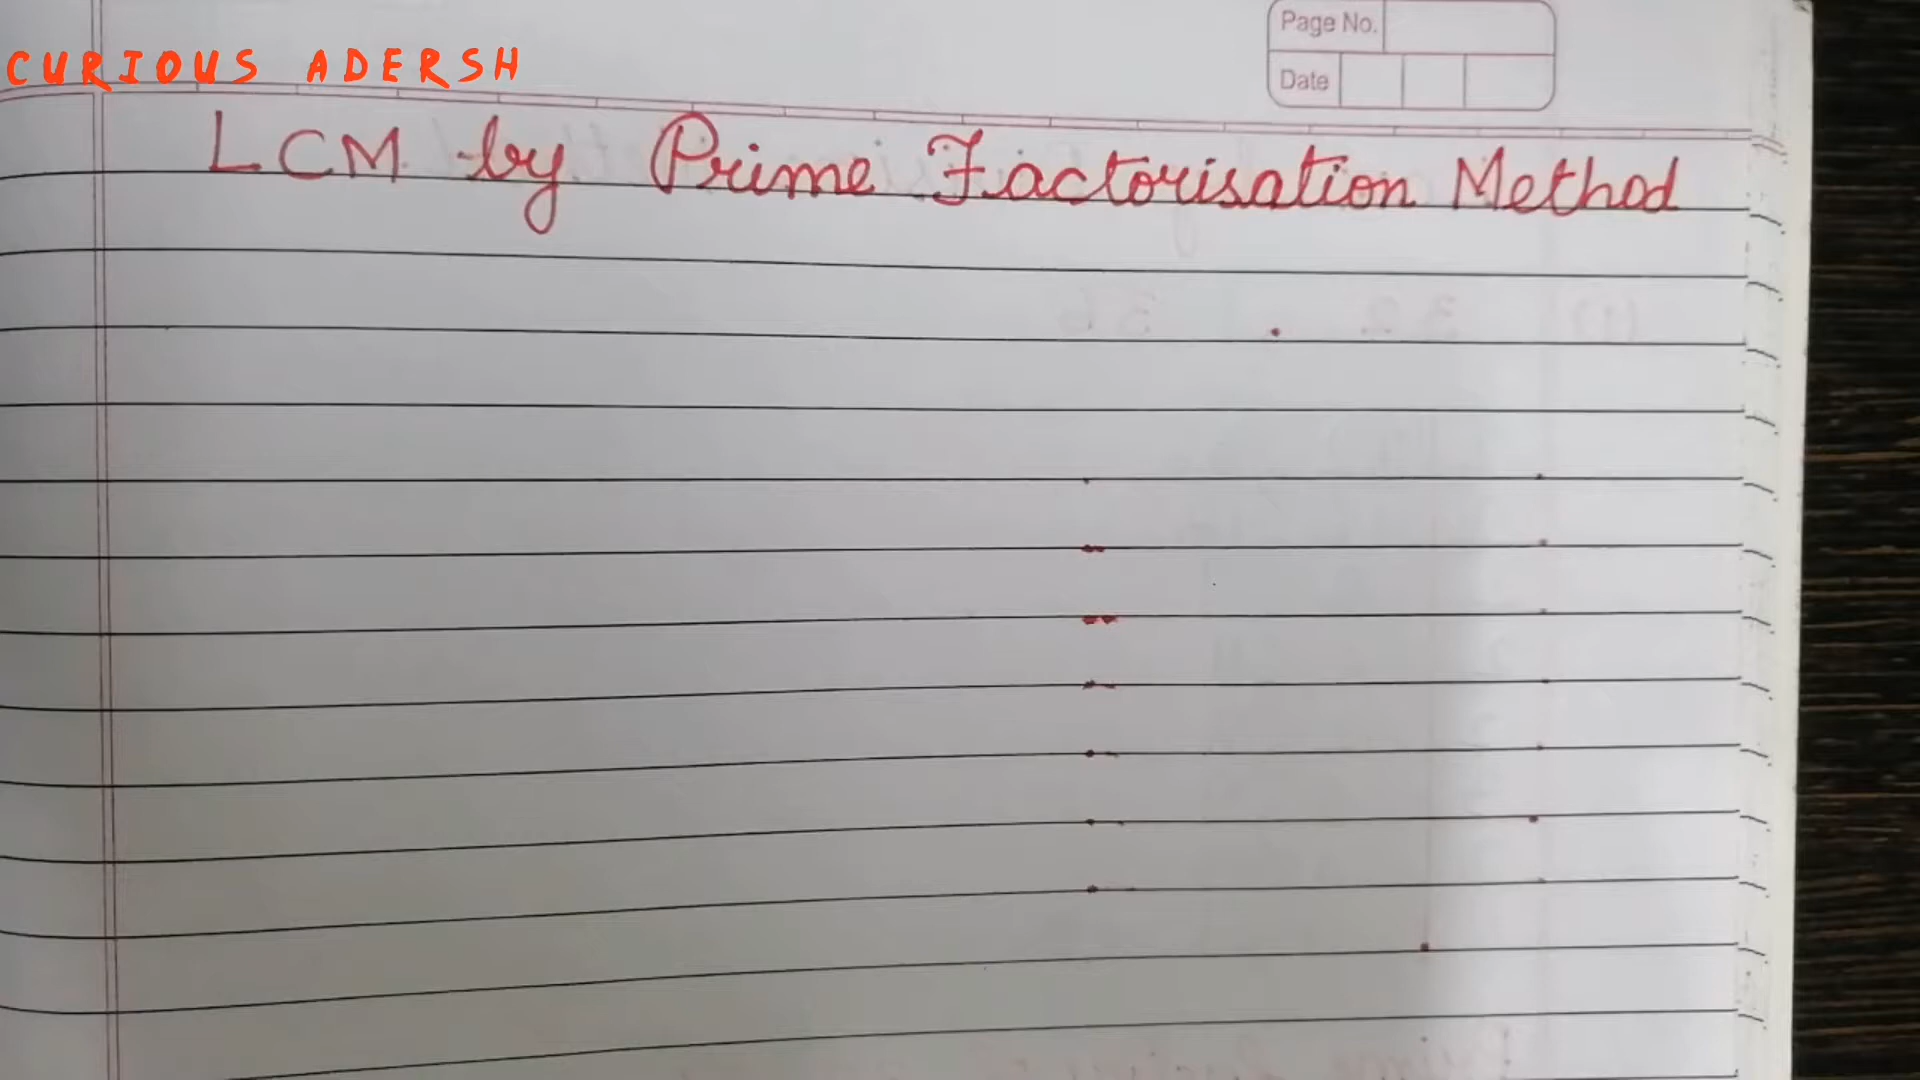 CURIOUS ADERSH
Page No.
Date
LCM by Prime Factorisation Method